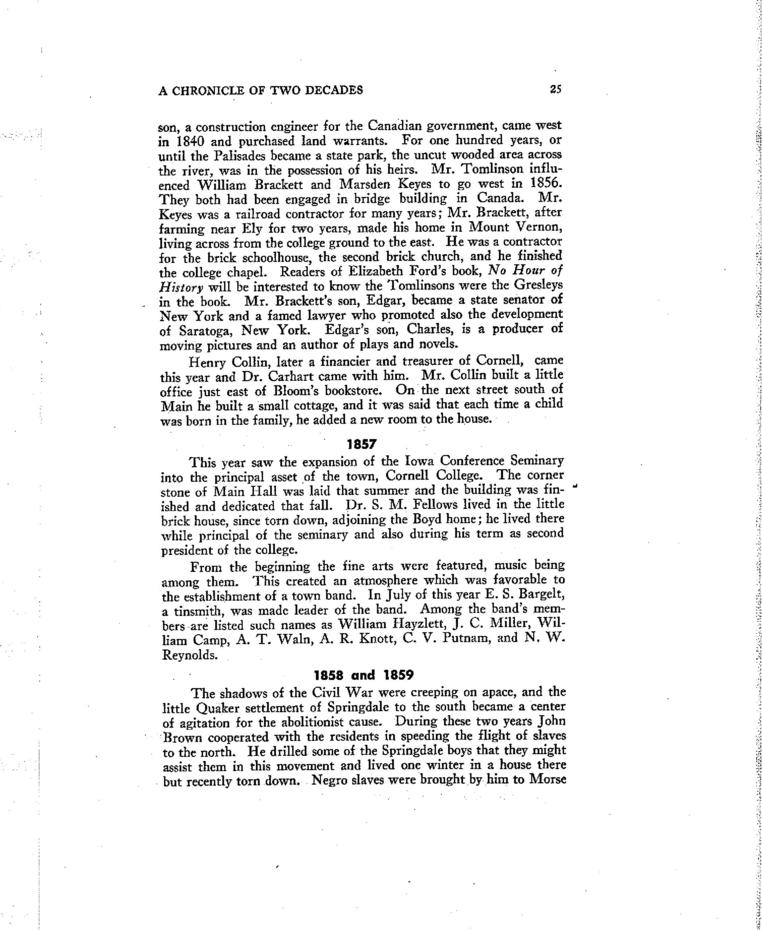 A CHRONICLE OF TWO DECADES 25
son, a construction engineer for the Canadian government, came west
in 1840 and purchased land warrants. For one hundred years, or
until the Palisades became a state park, the uncut wooded area across
the river, was in the possession of his heirs. Mr. Tomlinson influ-
enced William Brackett and Marsden Keyes to go west in 1856.
They both had been engaged in bridge building in Canada. Mr.
Keyes was a railroad contractor for many years; Mr. Brackett, after
farming near Ely for two years, made his home in Mount Vernon,
living across from the college ground to the east. He was a contractor
for the brick schoolhouse, the second brick church, and he finished
the college chapel. Readers of Elizabeth Ford's book, No Hour of
History will be interested to know the Tomlinsons were the Gresleys
in the book. Mr. Brackett's son, Edgar, became a state senator of
New York and a famed lawyer who promoted also the development
of Saratoga, New York. Edgar's son, Charles, is a producer of
moving pictures and an author of plays and novels.
Henry Collin, later a financier and treasurer of Cornell, came
this year and Dr. Carhart came with him. Mr. Collin built a little
office just east of Bloom's bookstore. On the next street south of
Main he built a small cottage, and it was said that each time a child
was born in the family, he added a new room to the house.
1857
This year saw the expansion of the Iowa Conference Seminary
into the principal asset of the town, Cornell College. The corner
stone of Main Hall was laid that summer and the building was fin-
ished and dedicated that fall. Dr. S. M. Fellows lived in the little
brick house, since torn down, adjoining the Boyd home; he lived there
while principal of the seminary and also during his term as second
president of the college.
From the beginning the fine arts were featured, music being
among them. This created an atmosphere which was favorable to
the establishment of a town band. In July of this year E. S. Bargelt,
a tinsmith, was made leader of the band. Among the band's mem-
bers are listed such names as William Hayzlett, J. C. Miller, Wil-
liam Camp, A. T. Waln, A. R. Knott, C. V. Putnam, and N. W.
Reynolds.
1858 and 1859
The shadows of the Civil War were creeping on apace, and the
little Quaker settlement of Springdale to the south became a center
of agitation for the abolitionist cause. During these two years John
Brown cooperated with the residents in speeding the flight of slaves
to the north. He drilled some of the Springdale boys that they might
assist them in this movement and lived one winter in a house there
but recently torn down. Negro slaves were brought by him to Morse